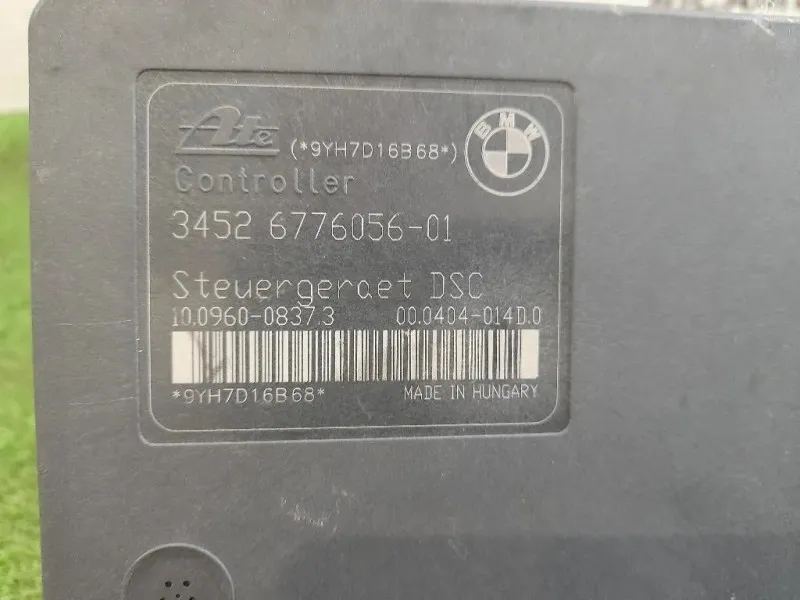 Ate (*9YH7D16B68*) BMW
Controller
3452 6776056-01
Steuergeraet DSC
10.0960-0837.3 00.0404-014D.0
*9YH7D16B68* MADE IN HUNGARY